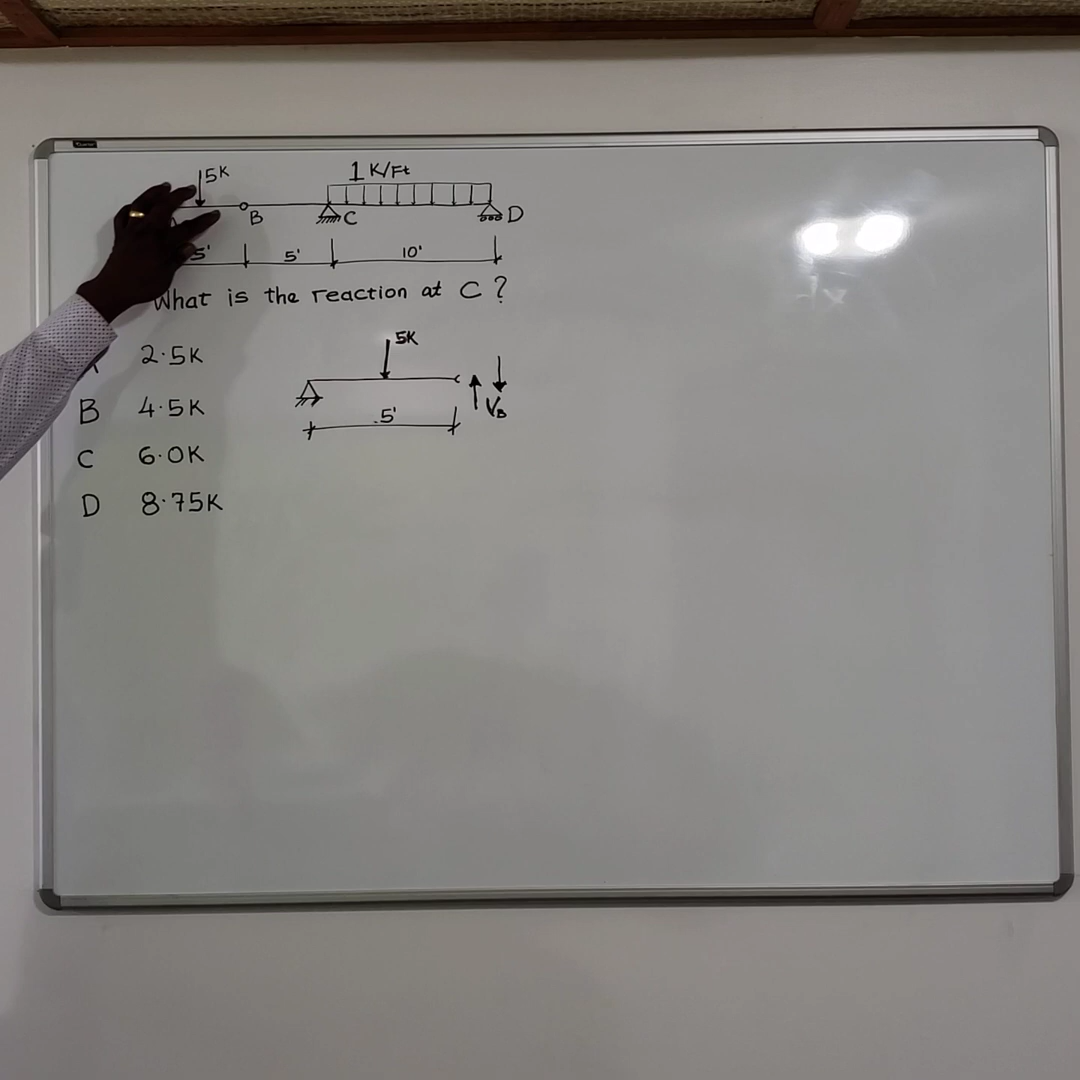 5K
1 K/Ft
B C D
5' 5' 10'
What is the reaction at C ?
2.5K
B 4.5K
C 6.0K
D 8.75K
5K
VB
.5'